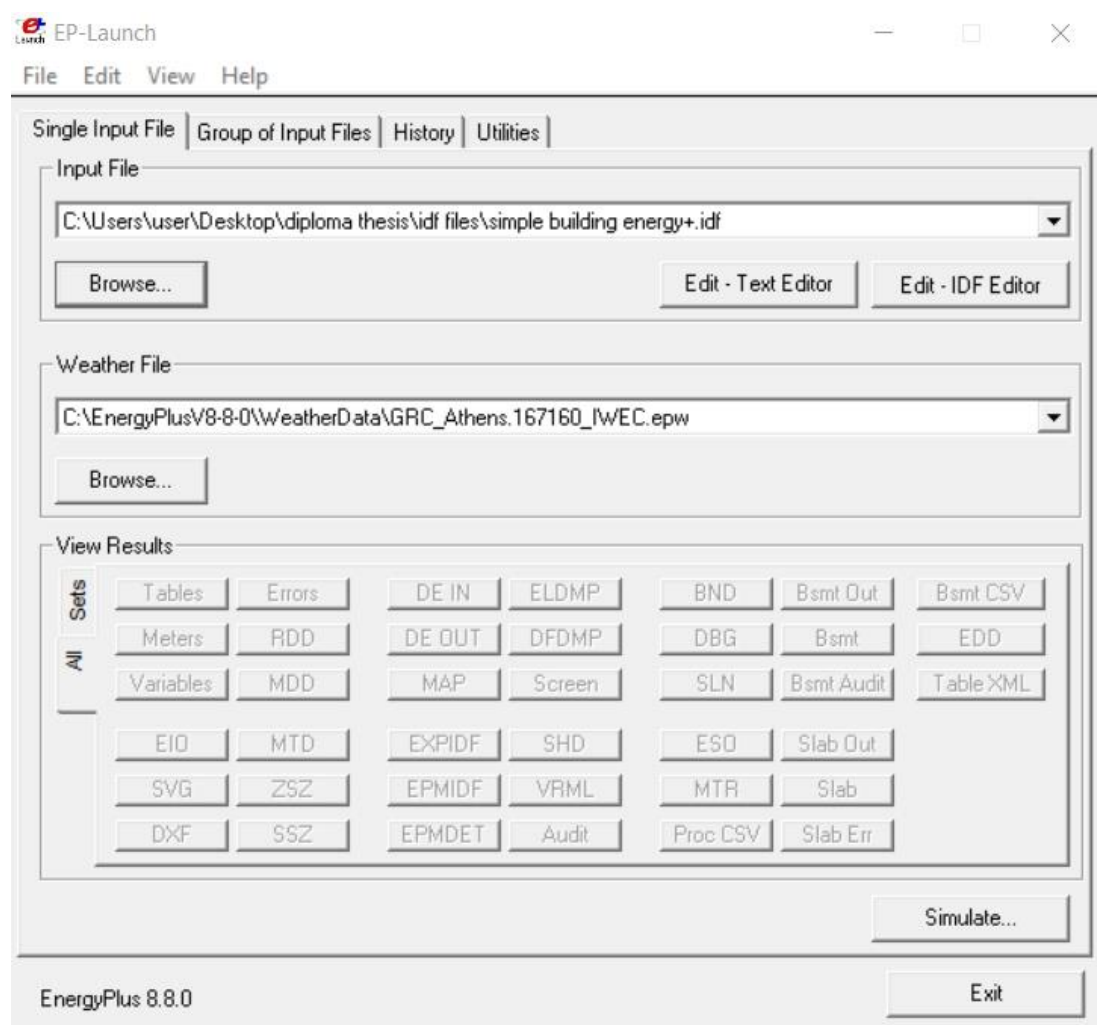 e+ Launch EP-Launch
File Edit View Help
Single Input File Group of Input Files History Utilities
Input File
C:\Users\user\Desktop\diploma thesis\idf files\simple building energy+.idf
Browse... Edit - Text Editor Edit - IDF Editor
Weather File
C:\EnergyPlusV8-8-0\WeatherData\GRC_Athens.167160_IWEC.epw
Browse...
View Results
Sets
All
Tables Errors DE IN ELDMP BND Bsmt Out Bsmt CSV
Meters RDD DE OUT DFDMP DBG Bsmt EDD
Variables MDD MAP Screen SLN Bsmt Audit Table XML
EIO MTD EXPIDF SHD ESO Slab Out
SVG ZSZ EPMIDF VRML MTR Slab
DXF SSZ EPMDET Audit Proc CSV Slab Err
Simulate...
EnergyPlus 8.8.0 Exit